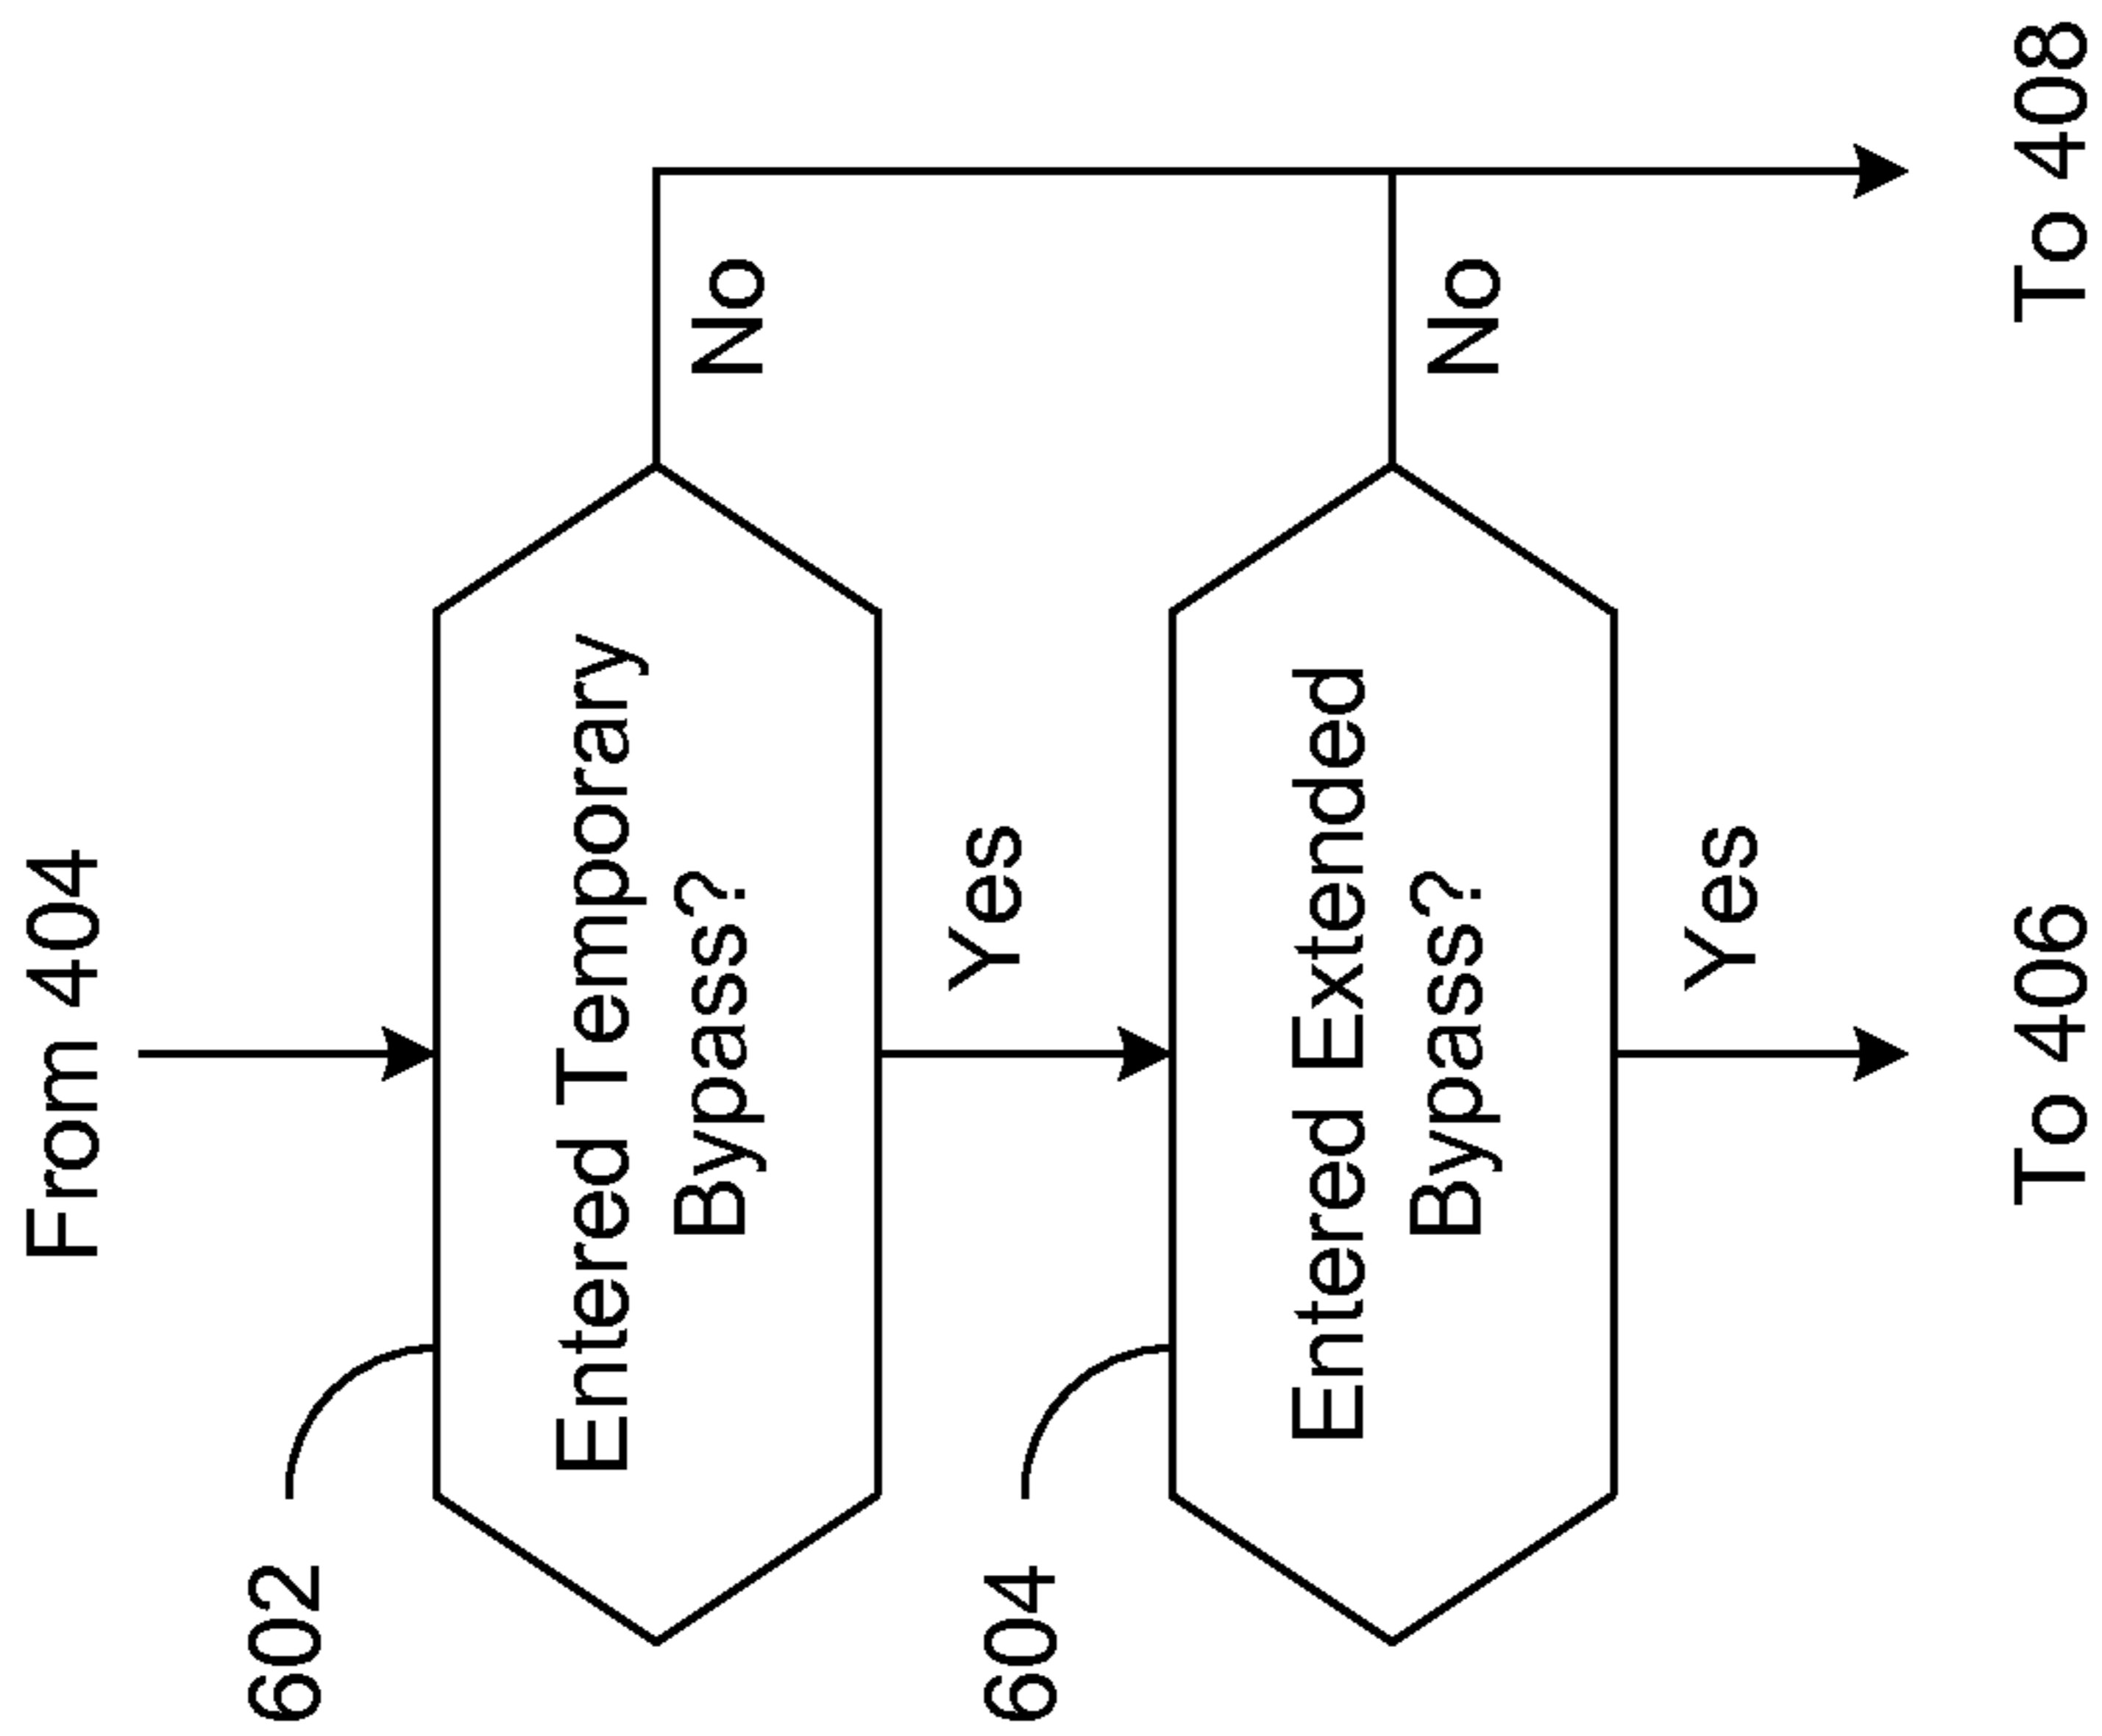 From 404
602
Entered Temporary
Bypass?
No
Yes
604
Entered Extended
Bypass?
No
Yes
To 406
To 408